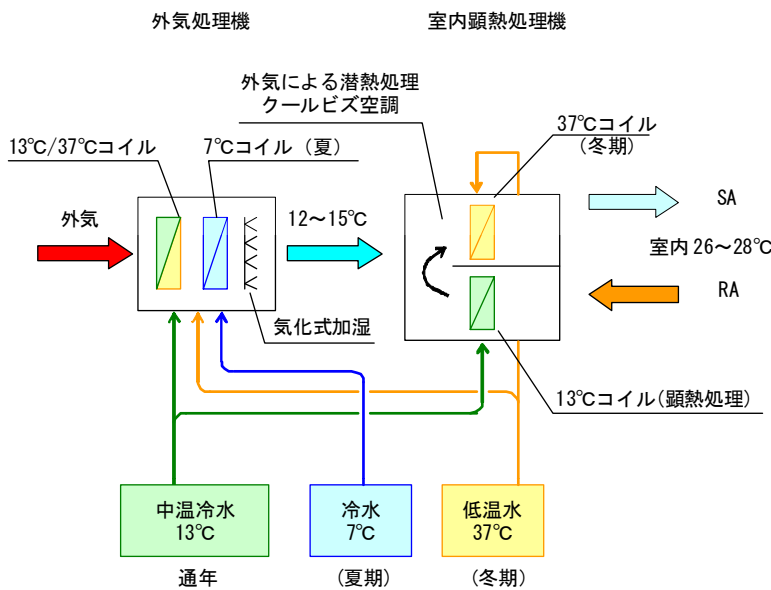 外気処理機
室内顕熱処理機
外気による潜熱処理
クールビズ空調
37℃コイル
(冬期)
13℃/37℃コイル
7℃コイル（夏）
外気
12～15℃
SA
室内 26～28℃
RA
気化式加湿
13℃コイル(顕熱処理)
中温冷水
13℃
冷水
7℃
低温水
37℃
通年
(夏期)
(冬期)